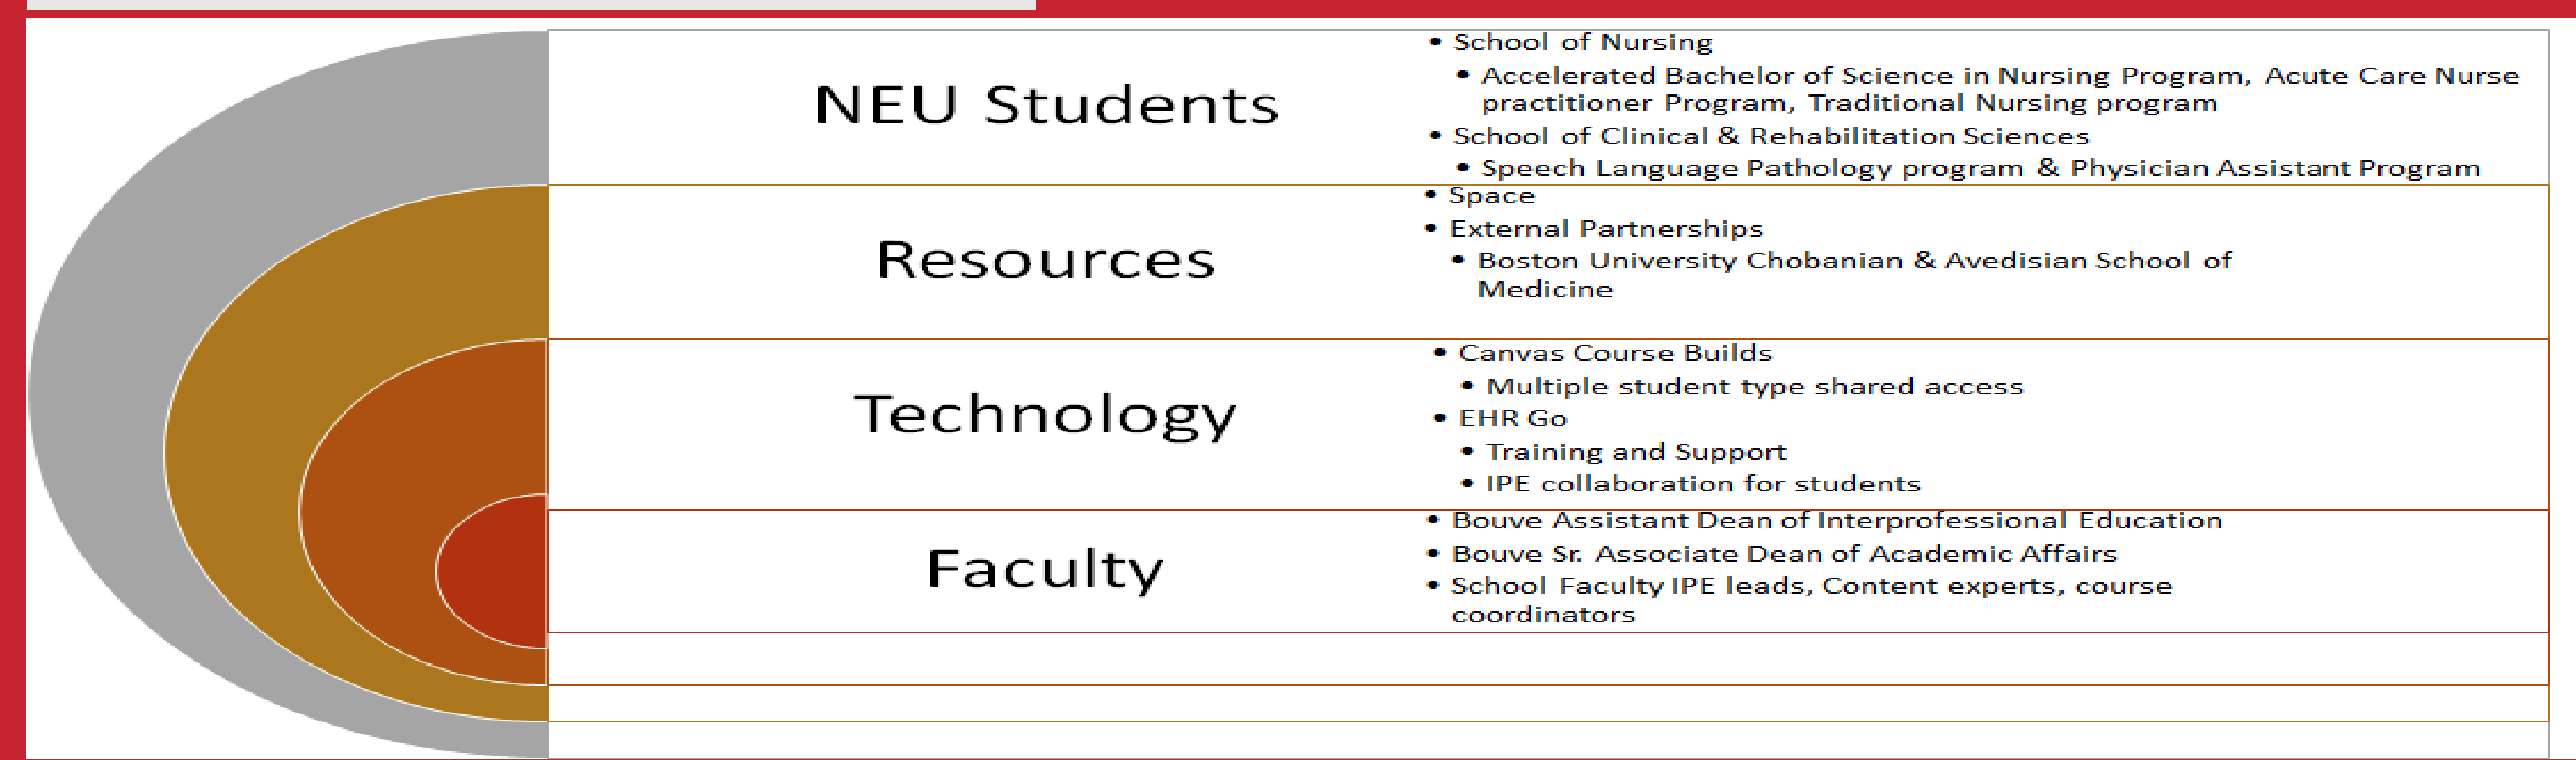 NEU Students
• School of Nursing
• Accelerated Bachelor of Science in Nursing Program, Acute Care Nurse
practitioner Program, Traditional Nursing program
• School of Clinical & Rehabilitation Sciences
• Speech Language Pathology program & Physician Assistant Program
Resources
• Space
• External Partnerships
• Boston University Chobanian & Avedisian School of
Medicine
Technology
• Canvas Course Builds
• Multiple student type shared access
• EHR Go
• Training and Support
• IPE collaboration for students
Faculty
• Bouve Assistant Dean of Interprofessional Education
• Bouve Sr. Associate Dean of Academic Affairs
• School Faculty IPE leads, Content experts, course
coordinators